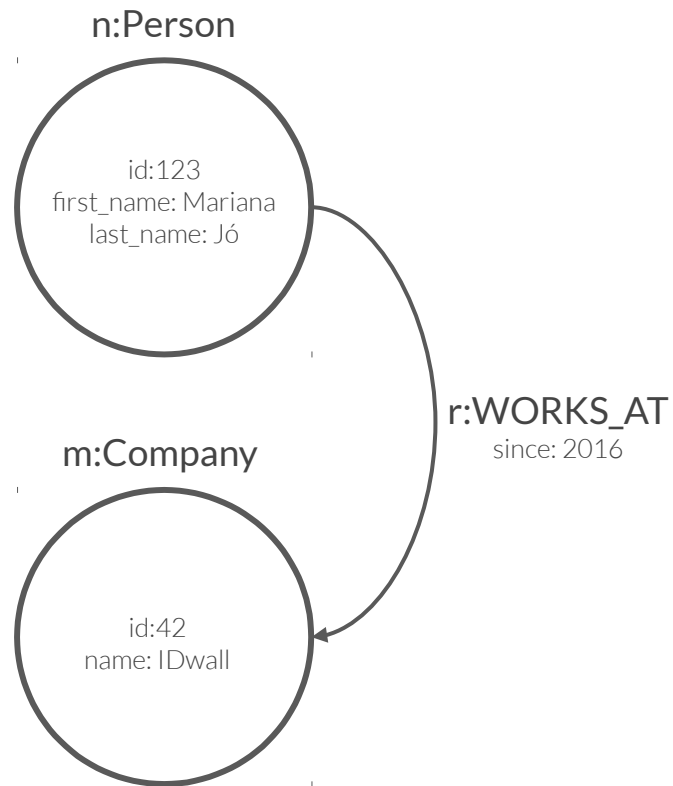 n:Person
id:123
first_name: Mariana
last_name: Jó
r:WORKS_AT
since: 2016
m:Company
id:42
name: IDwall